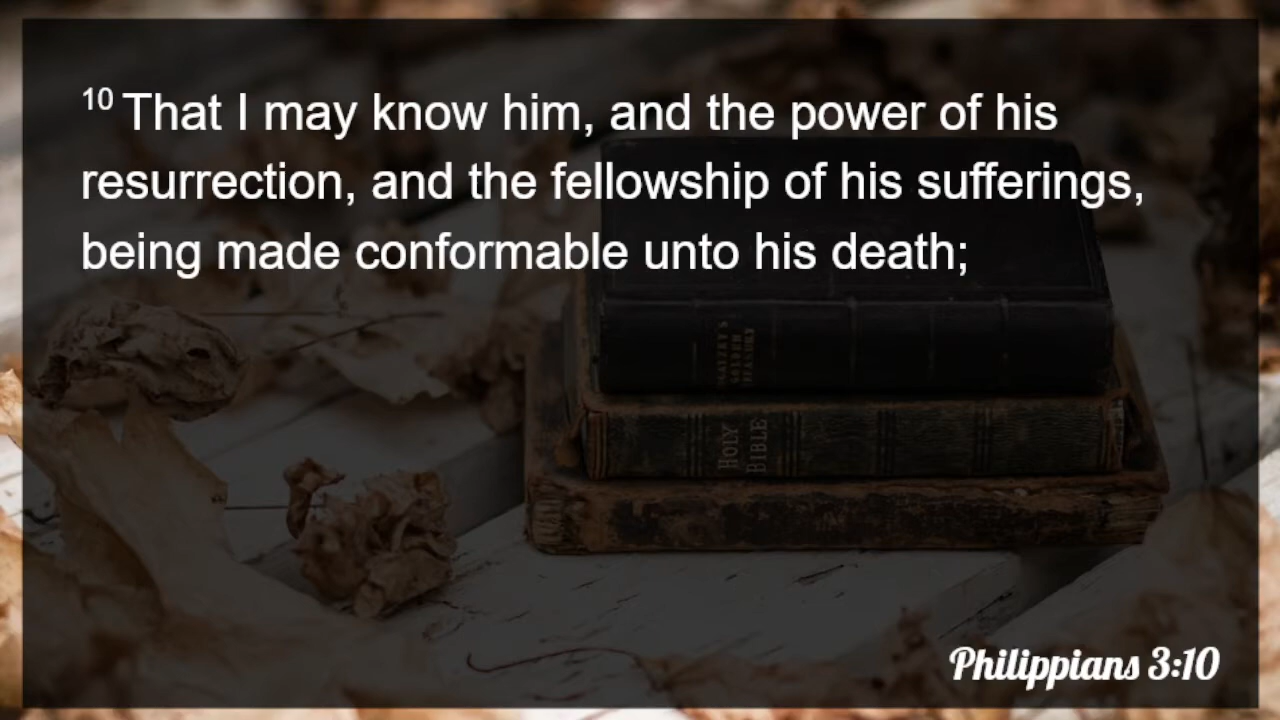 10 That I may know him, and the power of his
resurrection, and the fellowship of his sufferings,
being made conformable unto his death;
HOLY
BIBLE
Philippians 3:10